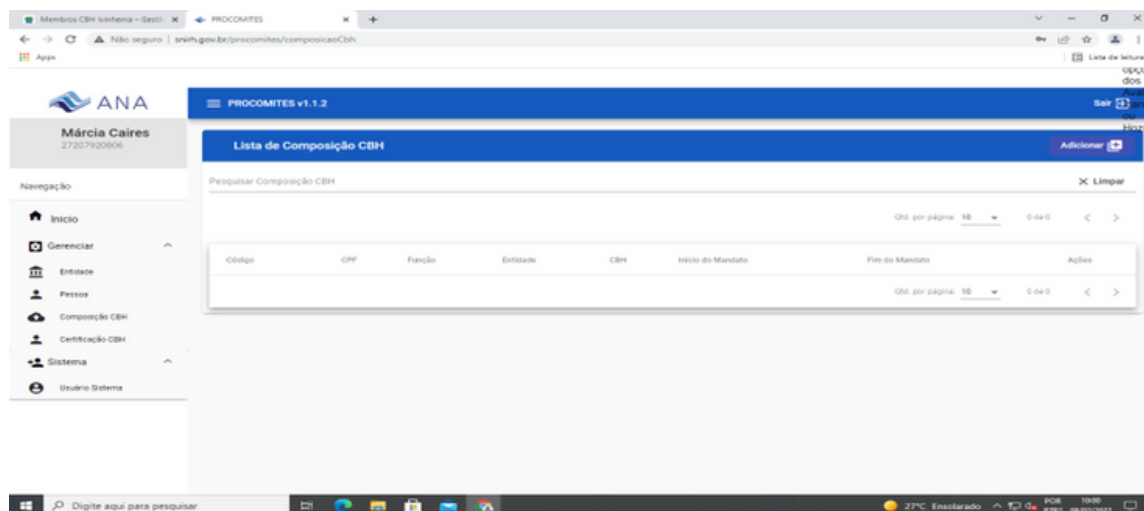 Membros CBH Ivinhema - Gestã
PROCOMITES
Não seguro | snirh.gov.br/procomites/composicaoCbh
Apps
Lista de leitura
dos
ANA
PROCOMITES v1.1.2
Sair
Márcia Caires
27207920806
Lista de Composição CBH
Adicionar
Navegação
Pesquisar Composição CBH
Limpar
Início
Qtd. por página: 10
0 de 0
Gerenciar
Código CPF Função Entidade CBH Início do Mandato Fim do Mandato Ações
Entidade
Pessoa
Qtd. por página: 10
0 de 0
Composição CBH
Certificação CBH
Sistema
Usuário Sistema
Digite aqui para pesquisar
27°C Ensolarado
POR